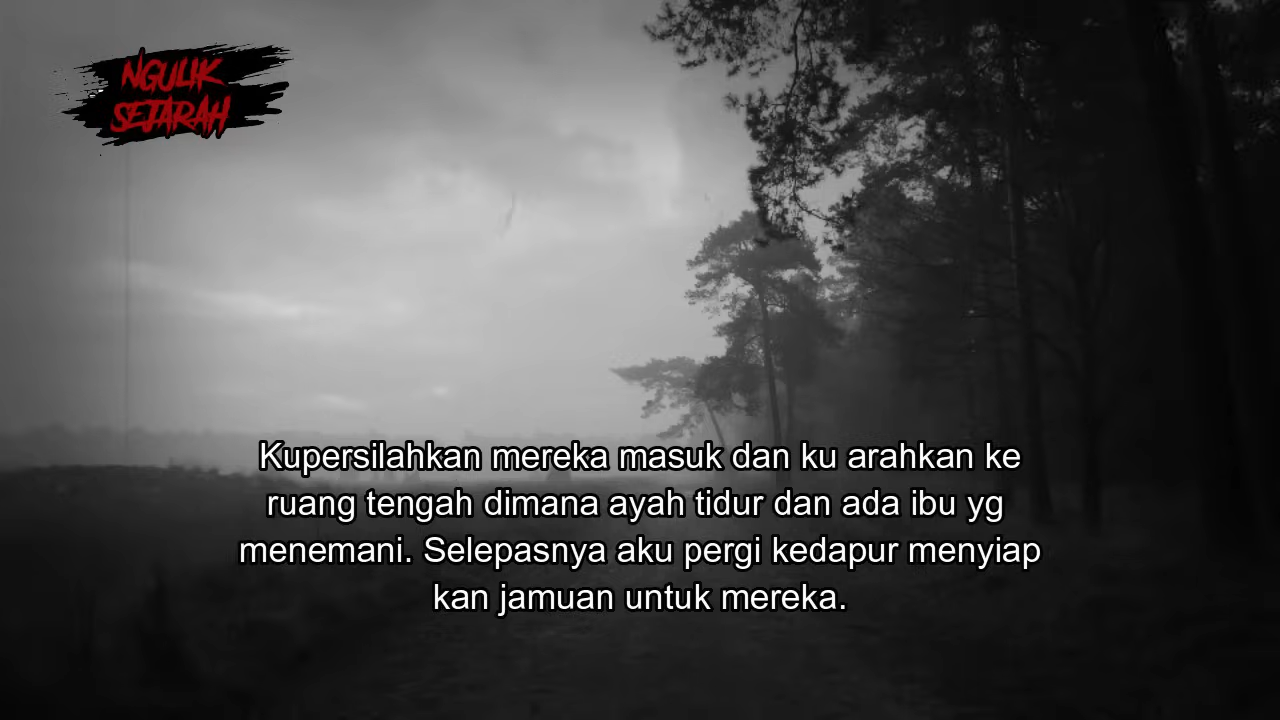 NGULIK
SEJARAH
Kupersilahkan mereka masuk dan ku arahkan ke
ruang tengah dimana ayah tidur dan ada ibu yg
menemani. Selepasnya aku pergi kedapur menyiap
kan jamuan untuk mereka.